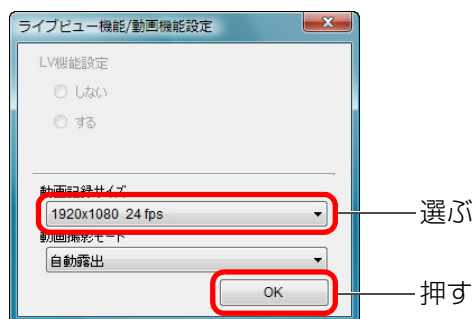 ライブビュー機能/動画機能設定
LV機能設定
しない
する
動画記録サイズ
1920x1080 24 fps
選ぶ
動画撮影モード
自動露出
OK
押す